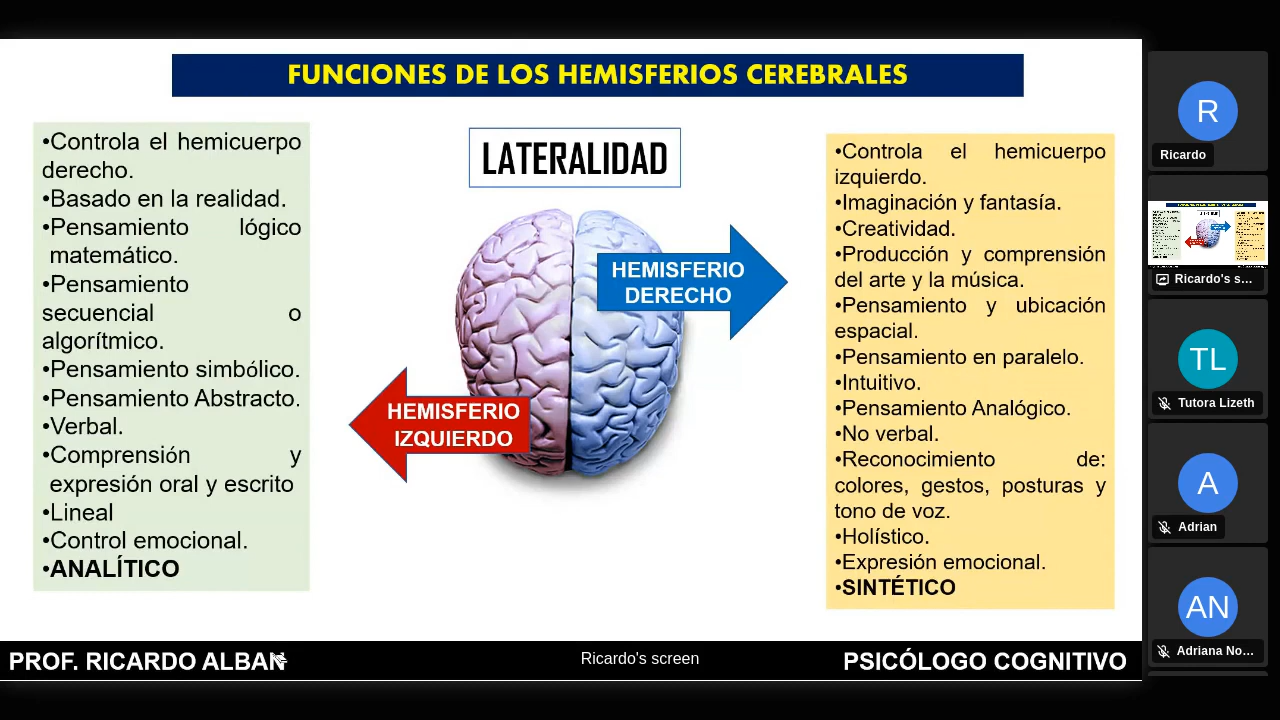 FUNCIONES DE LOS HEMISFERIOS CEREBRALES
•Controla el hemicuerpo
derecho.
•Basado en la realidad.
•Pensamiento lógico
matemático.
•Pensamiento
secuencial o
algorítmico.
•Pensamiento simbólico.
•Pensamiento Abstracto.
•Verbal.
•Comprensión y
expresión oral y escrito
•Lineal
•Control emocional.
•ANALÍTICO
LATERALIDAD
HEMISFERIO
DERECHO
HEMISFERIO
IZQUIERDO
•Controla el hemicuerpo
izquierdo.
•Imaginación y fantasía.
•Creatividad.
•Producción y comprensión
del arte y la música.
•Pensamiento y ubicación
espacial.
•Pensamiento en paralelo.
•Intuitivo.
•Pensamiento Analógico.
•No verbal.
•Reconocimiento de:
colores, gestos, posturas y
tono de voz.
•Holístico.
•Expresión emocional.
•SINTÉTICO
PROF. RICARDO ALBAN
Ricardo's screen
PSICÓLOGO COGNITIVO
R
Ricardo
Ricardo's s...
TL
Tutora Lizeth
A
Adrian
AN
Adriana No...